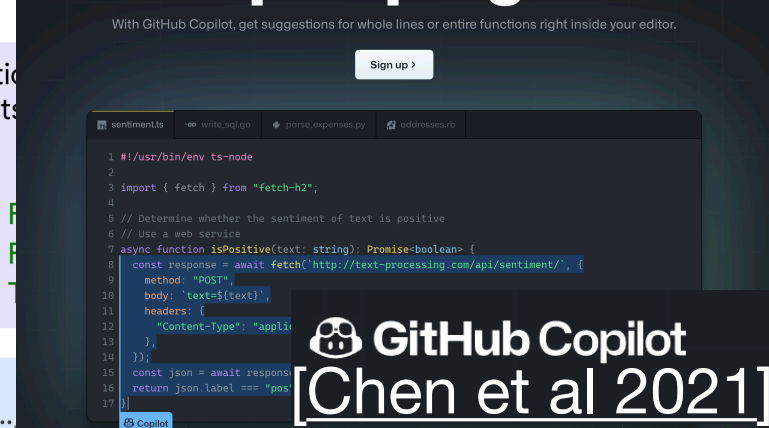 With GitHub Copilot, get suggestions for whole lines or entire functions right inside your editor.
Sign up >
sentiment.ts write_sql.go parse_expenses.py addresses.rb
1 #!/usr/bin/env ts-node
2
3 import { fetch } from "fetch-h2";
4
5 // Determine whether the sentiment of text is positive
6 // Use a web service
7 async function isPositive(text: string): Promise<boolean> {
8 const response = await fetch(`http://text-processing.com/api/sentiment/`, {
9 method: "POST",
10 body: `text=${text}`,
11 headers: {
12 "Content-Type": "applic
13 },
14 });
15 const json = await response
16 return json.label === "pos"
17 }
Copilot
GitHub Copilot
[Chen et al 2021]